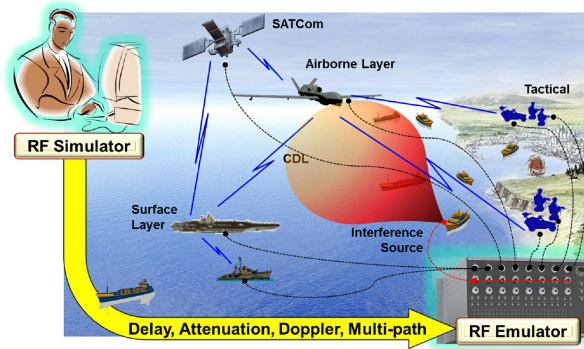 SATCom
Airborne Layer
Tactical
RF Simulator
CDL
Surface
Layer
Interference
Source
Delay, Attenuation, Doppler, Multi-path
RF Emulator